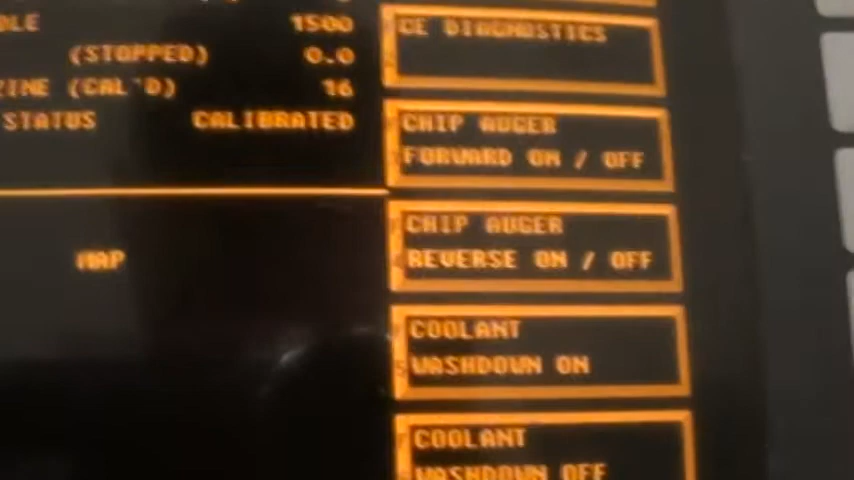 1500
(STOPPED) 0.0
(CAL'D) 16
STATUS CALIBRATED
MAP
CE DIAGNOSTICS
CHIP AUGER
FORWARD ON / OFF
CHIP AUGER
REVERSE ON / OFF
COOLANT
WASHDOWN ON
COOLANT
WASHDOWN OFF